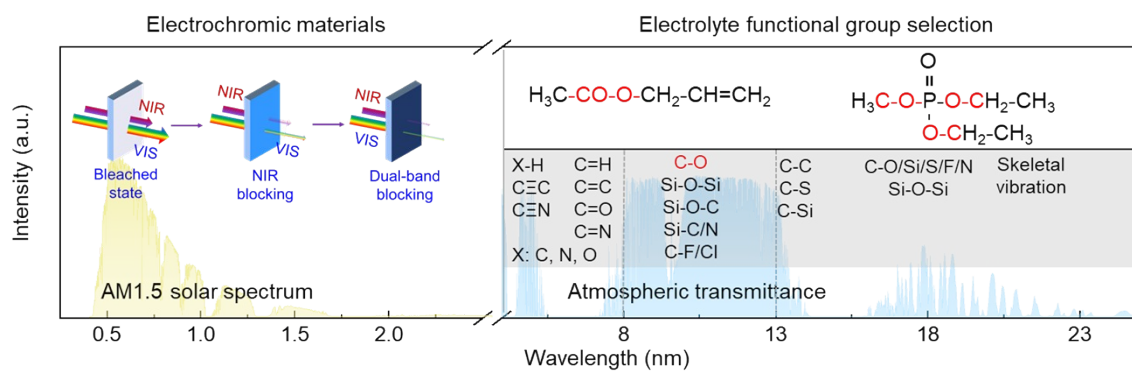 Electrochromic materials
Electrolyte functional group selection
Intensity (a.u.)
NIR
VIS
Bleached
state
NIR
VIS
NIR
blocking
NIR
VIS
Dual-band
blocking
AM1.5 solar spectrum
H₃C-CO-O-CH₂-CH=CH₂
O
H₃C-O-P-O-CH₂-CH₃
O-CH₂-CH₃
X-H
C≡C
C≡N
X: C, N, O
C=H
C=C
C=O
C=N
C-O
Si-O-Si
Si-O-C
Si-C/N
C-F/Cl
C-C
C-S
C-Si
C-O/Si/S/F/N
Si-O-Si
Skeletal
vibration
Atmospheric transmittance
0.5 1.0 1.5 2.0 8 13 18 23
Wavelength (nm)